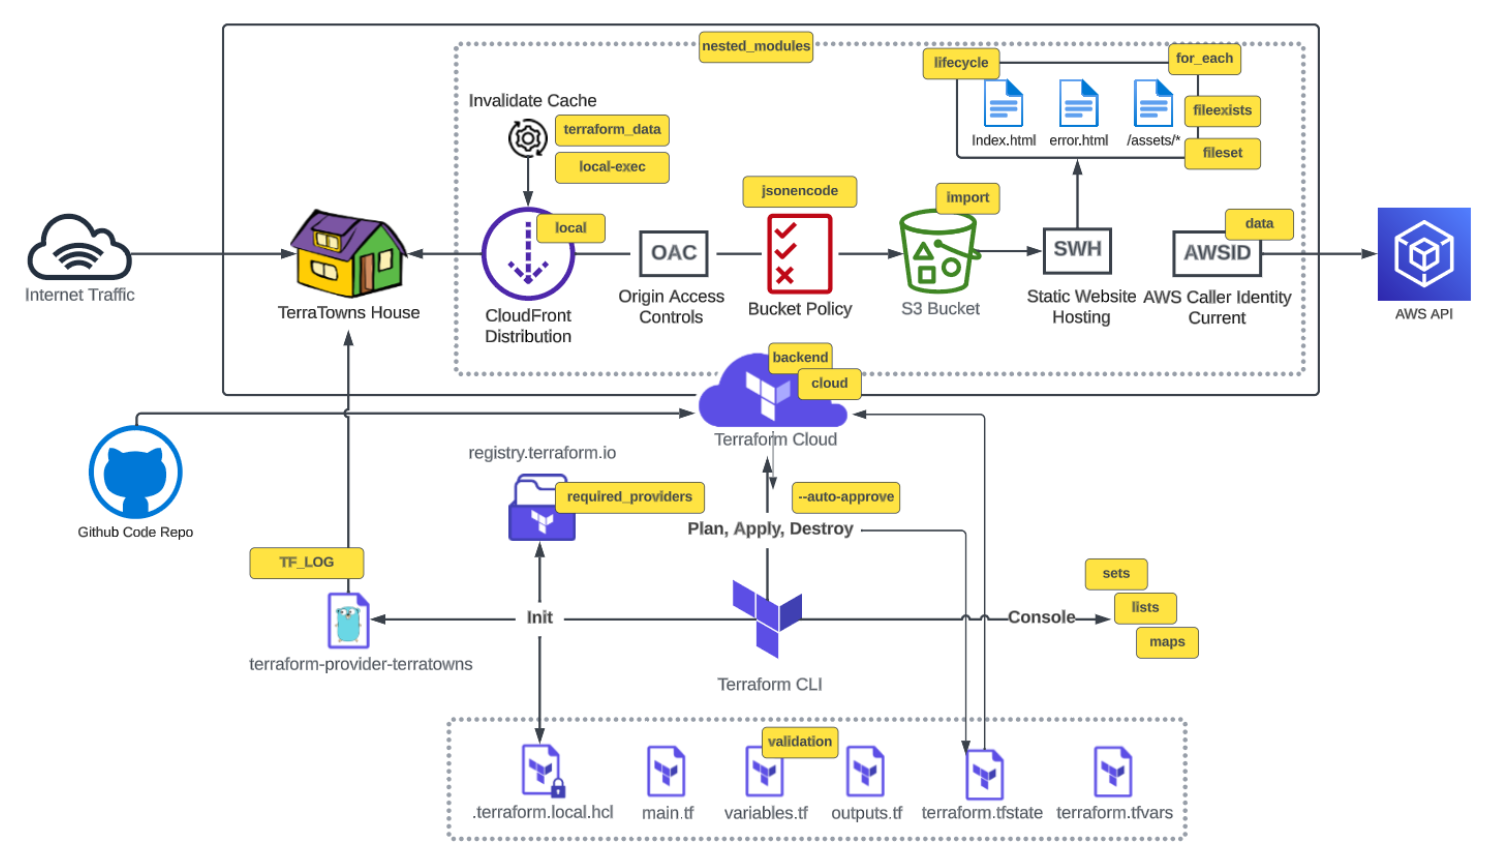 nested_modules
lifecycle
for_each
Invalidate Cache
terraform_data
local-exec
Index.html
error.html
/assets/*
fileexists
fileset
jsonencode
import
local
data
OAC
SWH
AWSID
Internet Traffic
TerraTowns House
CloudFront
Distribution
Origin Access
Controls
Bucket Policy
S3 Bucket
Static Website
Hosting
AWS Caller Identity
Current
AWS API
backend
cloud
Terraform Cloud
Github Code Repo
registry.terraform.io
required_providers
--auto-approve
Plan, Apply, Destroy
TF_LOG
Init
Console
sets
lists
maps
terraform-provider-terratowns
Terraform CLI
validation
.terraform.local.hcl
main.tf
variables.tf
outputs.tf
terraform.tfstate
terraform.tfvars